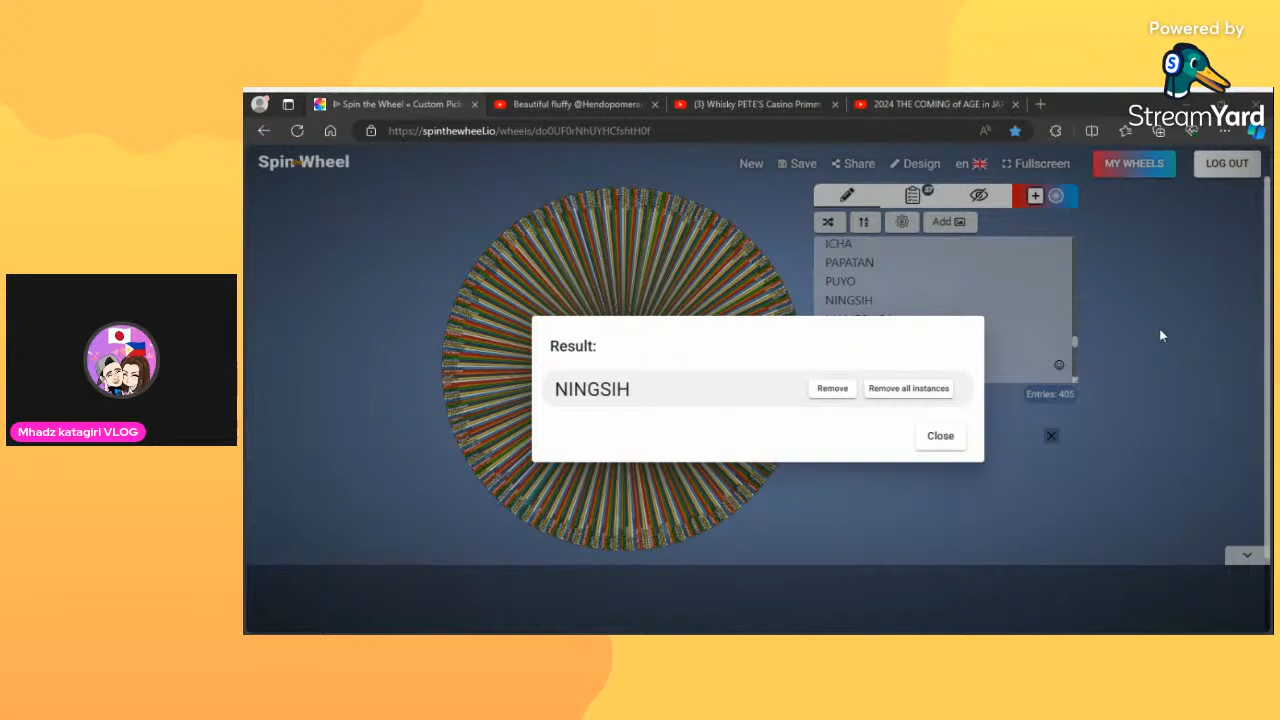 Powered by
StreamYard
Spin the Wheel » Custom Pick
Beautiful fluffy @Hendopomera
(3) Whisky PETE'S Casino Primm
2024 THE COMING of AGE in JA
https://spinthewheel.io/wheels/do0UF0rNhUYHCfshtH0f
Spin Wheel
New
Save
Share
Design
en
Fullscreen
MY WHEELS
LOG OUT
37
Add
ICHA
PAPATAN
PUYO
NINGSIH
Entries: 405
Result:
NINGSIH
Remove
Remove all instances
Close
Mhadz katagiri VLOG